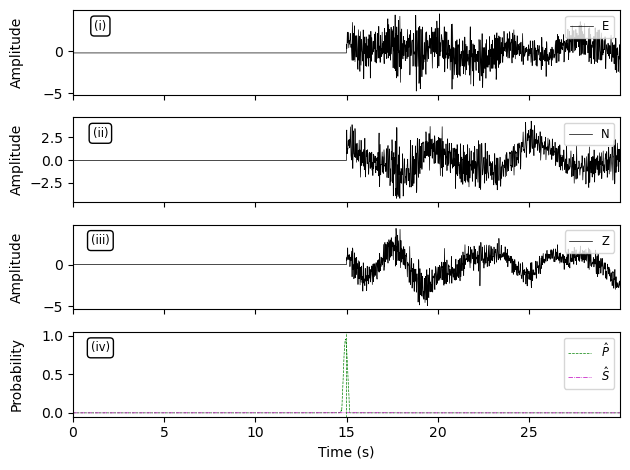 (i)
E
Amplitude
0
−5
(ii)
N
Amplitude
2.5
0.0
−2.5
(iii)
Z
Amplitude
0
−5
(iv)
P̂
Ŝ
Probability
1.0
0.5
0.0
0 5 10 15 20 25
Time (s)